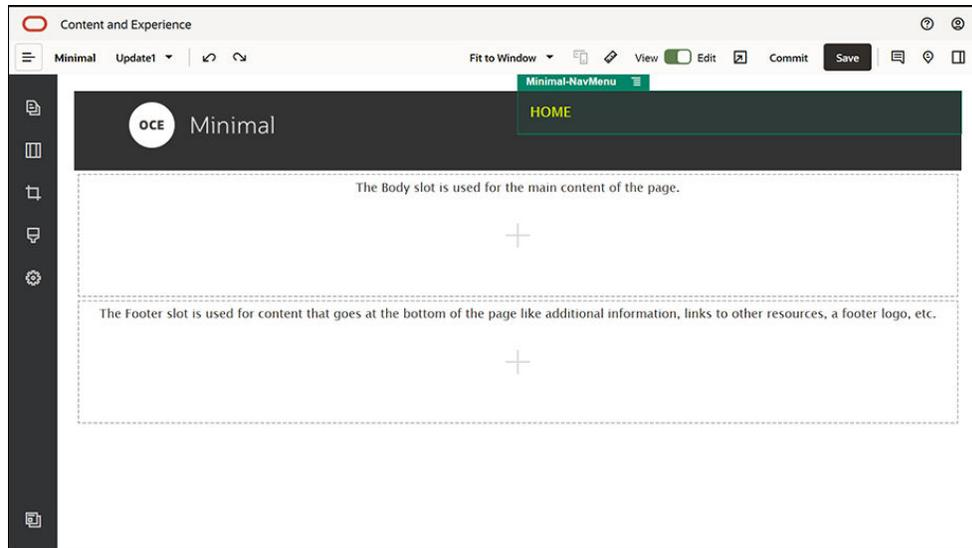 Content and Experience
Minimal Update1 Fit to Window View Edit Commit Save
Minimal-NavMenu
HOME
OCE Minimal
The Body slot is used for the main content of the page.
The Footer slot is used for content that goes at the bottom of the page like additional information, links to other resources, a footer logo, etc.